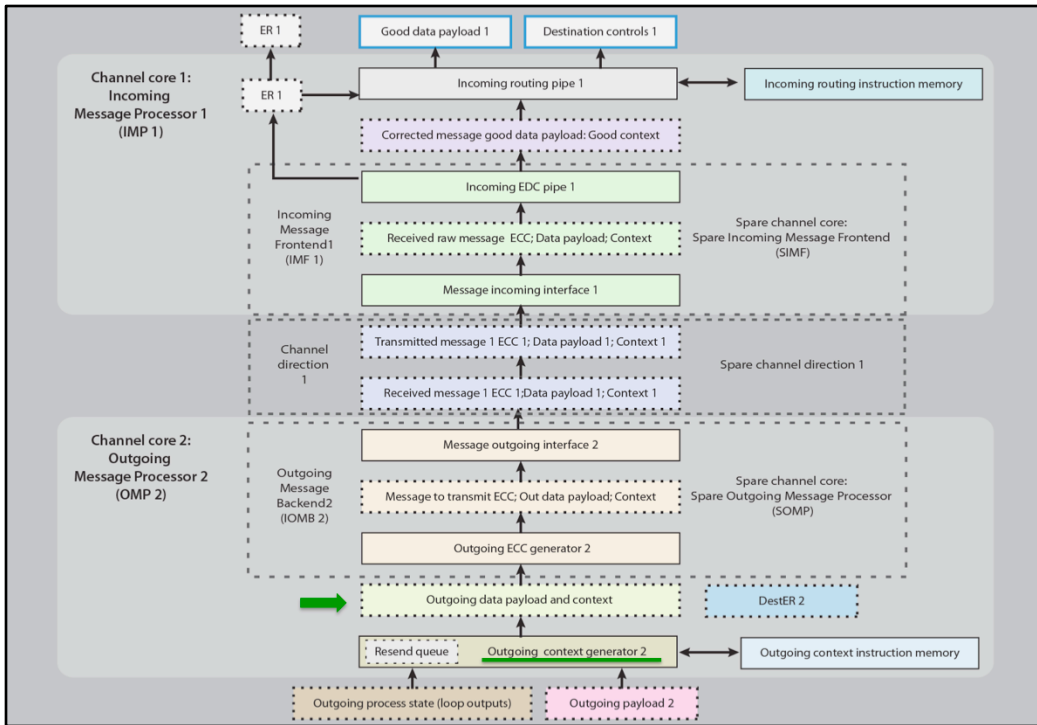 ER 1
Good data payload 1
Destination controls 1
Channel core 1:
Incoming
Message Processor 1
(IMP 1)
ER 1
Incoming routing pipe 1
Incoming routing instruction memory
Corrected message good data payload: Good context
Incoming EDC pipe 1
Incoming
Message
Frontend1
(IMF 1)
Received raw message ECC; Data payload; Context
Spare channel core:
Spare Incoming Message Frontend
(SIMF)
Message incoming interface 1
Channel
direction
1
Transmitted message 1 ECC 1; Data payload 1; Context 1
Spare channel direction 1
Received message 1 ECC 1;Data payload 1; Context 1
Channel core 2:
Outgoing
Message Processor 2
(OMP 2)
Message outgoing interface 2
Outgoing
Message
Backend2
(IOMB 2)
Message to transmit ECC; Out data payload; Context
Spare channel core:
Spare Outgoing Message Processor
(SOMP)
Outgoing ECC generator 2
Outgoing data payload and context
DestER 2
Resend queue
Outgoing context generator 2
Outgoing context instruction memory
Outgoing process state (loop outputs)
Outgoing payload 2